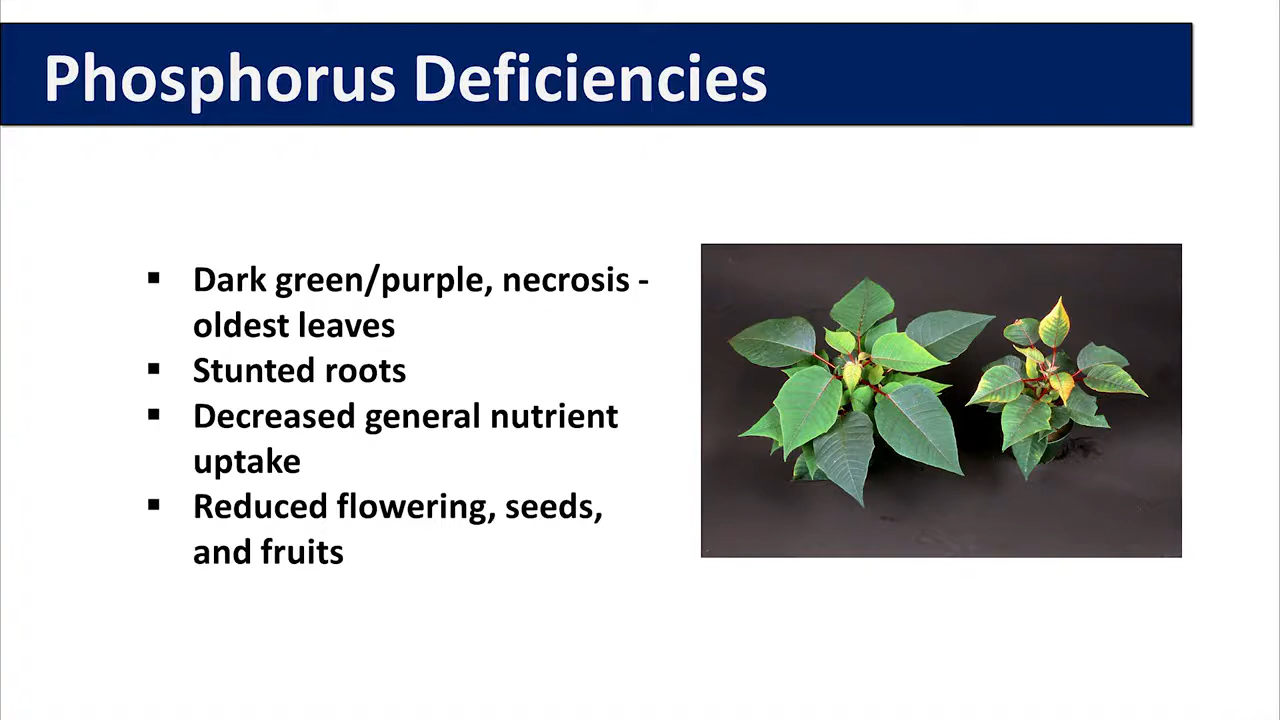 Phosphorus Deficiencies
▪ Dark green/purple, necrosis -
oldest leaves
▪ Stunted roots
▪ Decreased general nutrient
uptake
▪ Reduced flowering, seeds,
and fruits